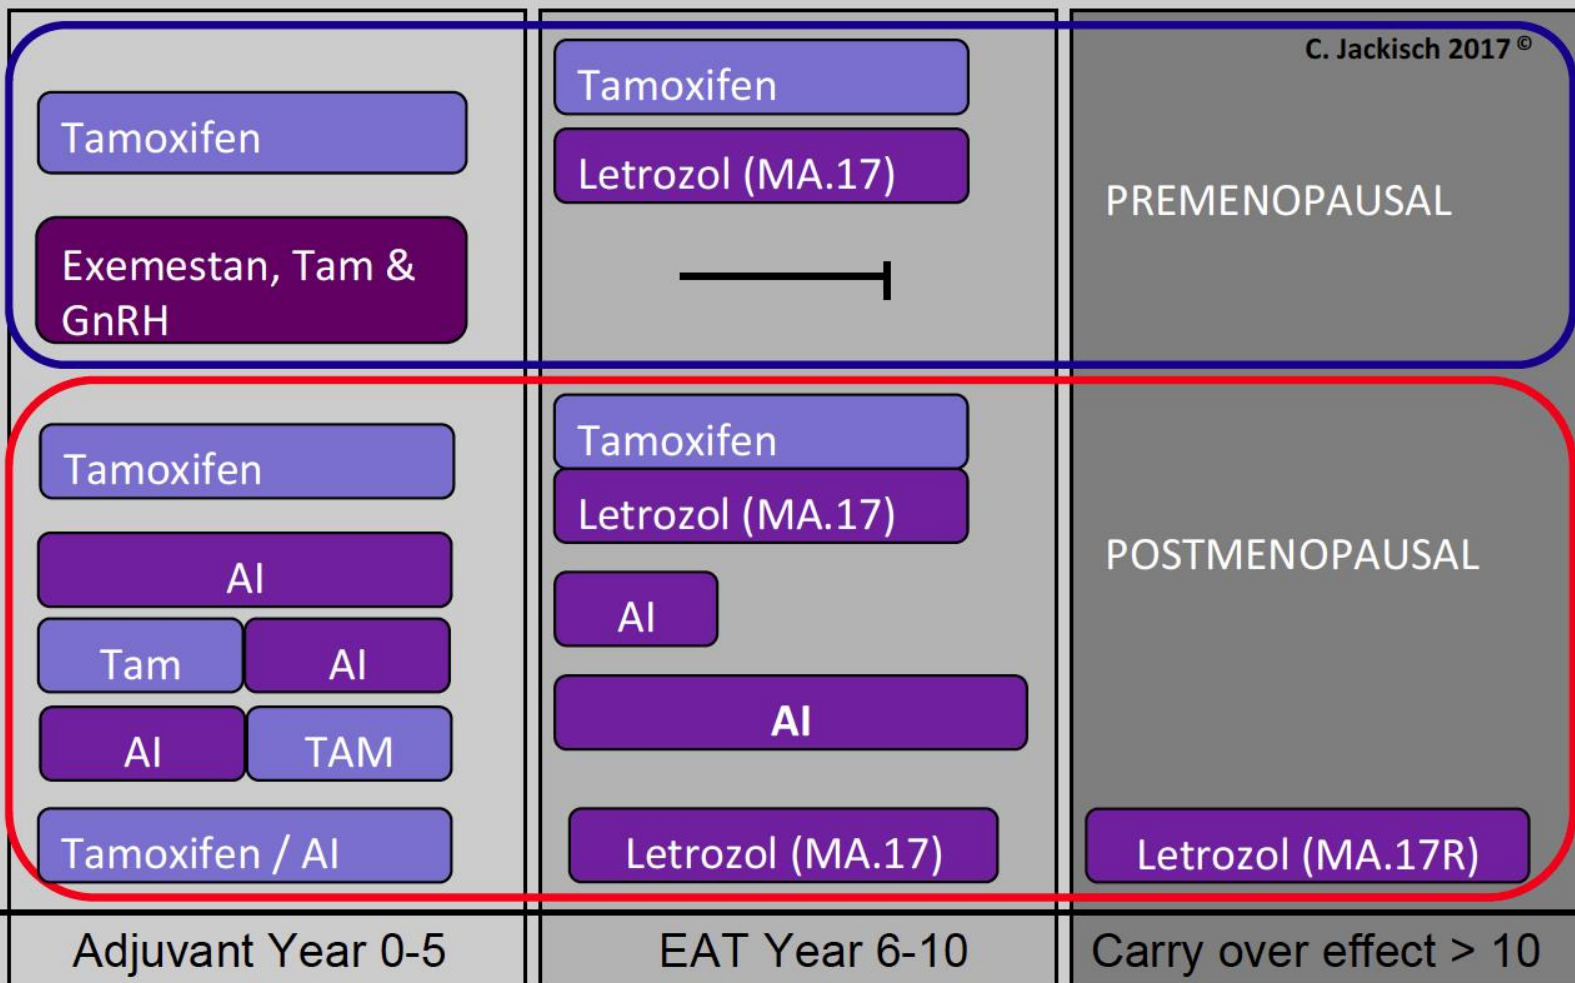 C. Jackisch 2017 ©
Tamoxifen
Exemestan, Tam &
GnRH
Tamoxifen
Letrozol (MA.17)
PREMENOPAUSAL
Tamoxifen
AI
Tam
AI
AI
TAM
Tamoxifen / AI
Tamoxifen
Letrozol (MA.17)
AI
AI
Letrozol (MA.17)
POSTMENOPAUSAL
Letrozol (MA.17R)
Adjuvant Year 0-5
EAT Year 6-10
Carry over effect > 10